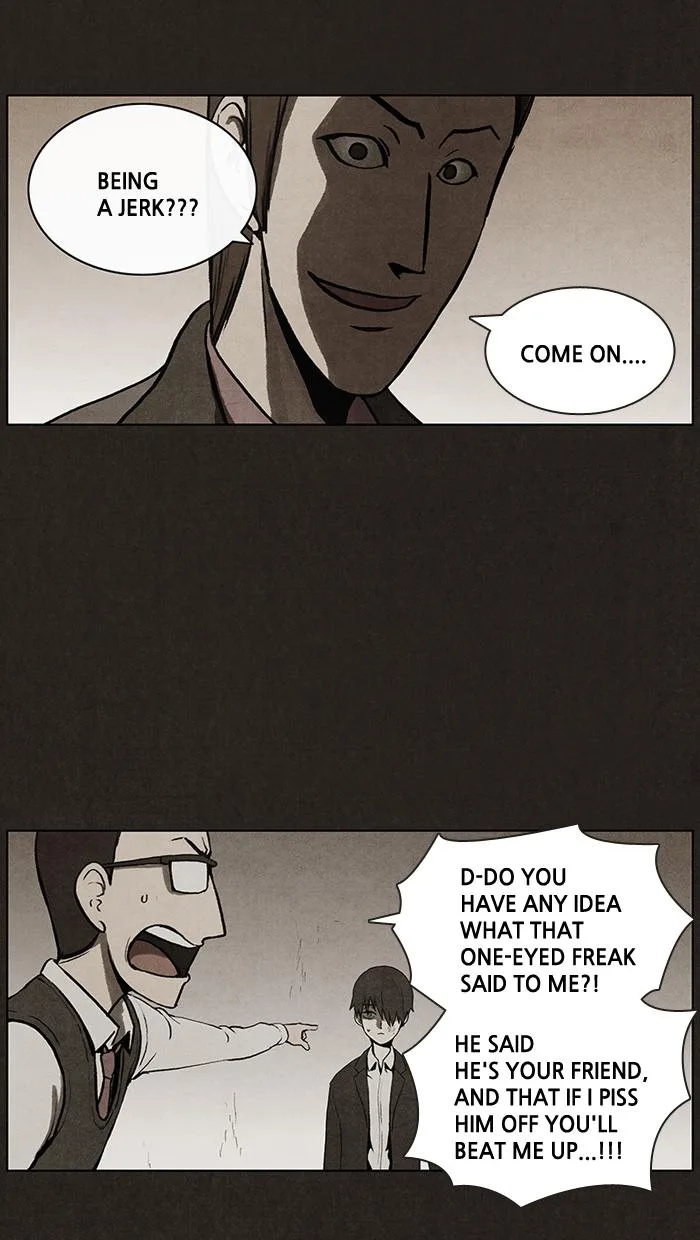 BEING
A JERK???
COME ON....
D-DO YOU
HAVE ANY IDEA
WHAT THAT
ONE-EYED FREAK
SAID TO ME?!
HE SAID
HE'S YOUR FRIEND,
AND THAT IF I PISS
HIM OFF YOU'LL
BEAT ME UP...!!!